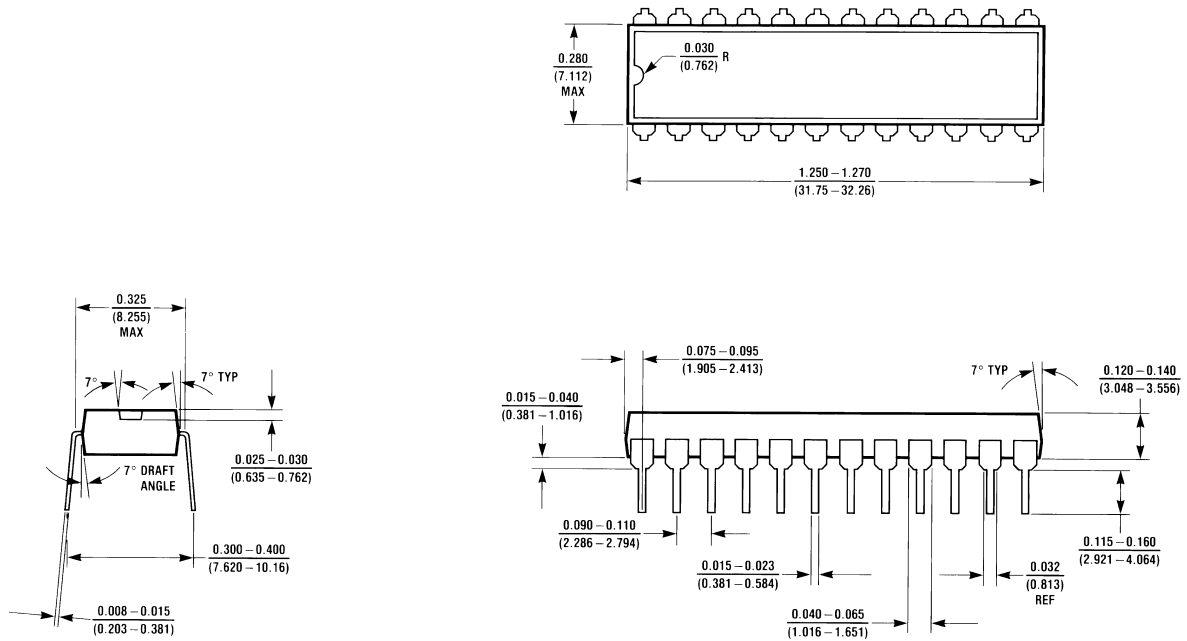 0.280
(7.112)
MAX
0.030
(0.762)
R
1.250 – 1.270
(31.75 – 32.26)
0.325
(8.255)
MAX
7°
7° TYP
0.025 – 0.030
(0.635 – 0.762)
7° DRAFT
ANGLE
0.300 – 0.400
(7.620 – 10.16)
0.008 – 0.015
(0.203 – 0.381)
0.075 – 0.095
(1.905 – 2.413)
0.015 – 0.040
(0.381 – 1.016)
7° TYP
0.120 – 0.140
(3.048 – 3.556)
0.090 – 0.110
(2.286 – 2.794)
0.015 – 0.023
(0.381 – 0.584)
0.040 – 0.065
(1.016 – 1.651)
0.032
(0.813)
REF
0.115 – 0.160
(2.921 – 4.064)